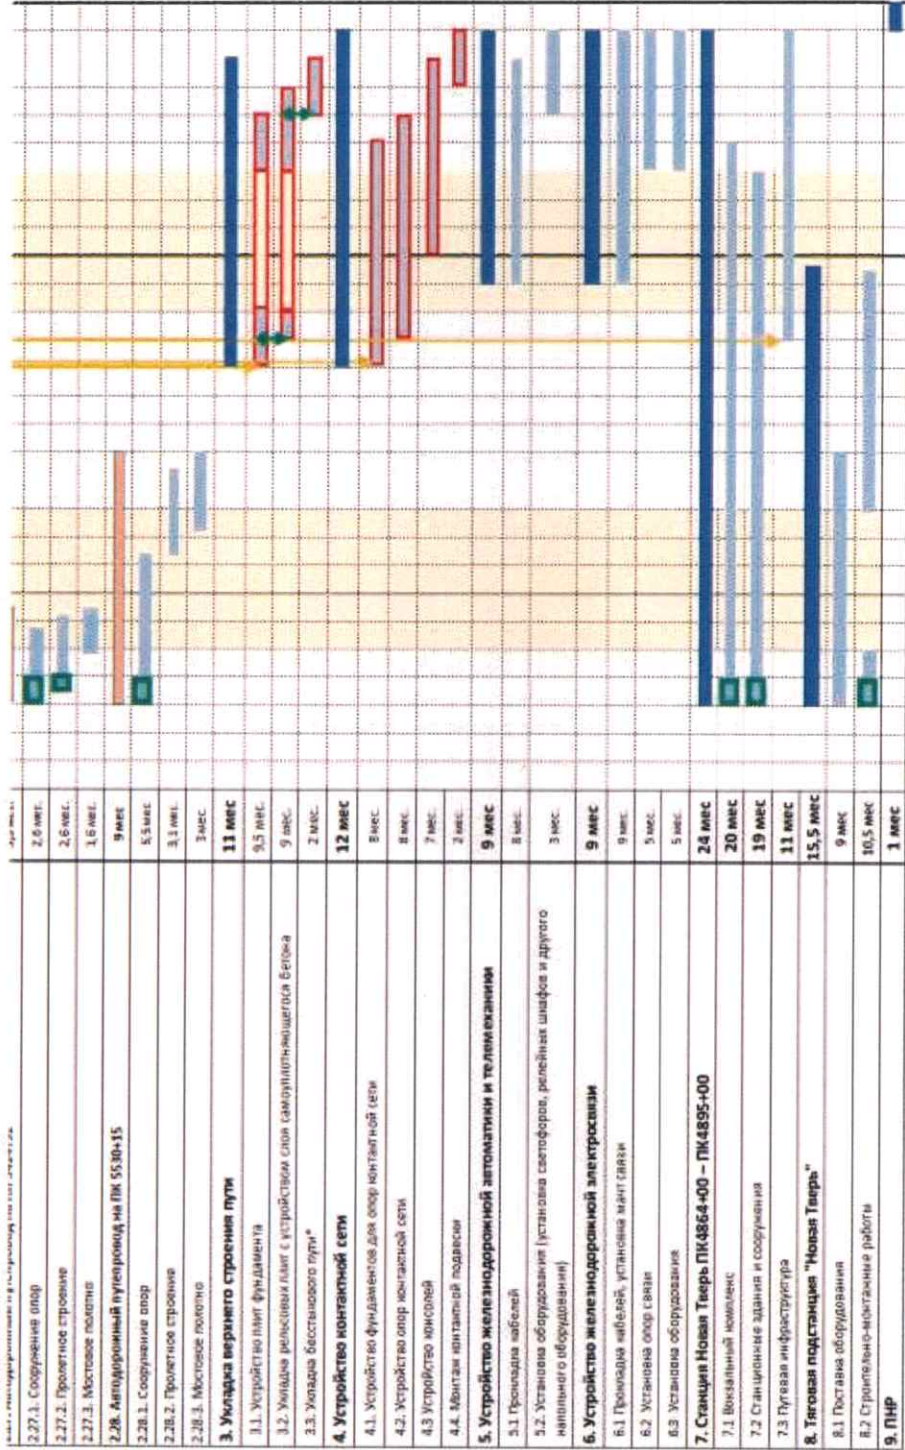 2.27.1. Сооружение опор 2,6 мес.
2.27.2. Пролетное строение 2,6 мес.
2.27.3. Мостовое полотно 1,6 мес.
2.28. Автодорожный путепровод на ПК 5530+15 9 мес
2.28.1. Сооружение опор 5,5 мес
2.28.2. Пролетное строение 3,1 мес.
2.28.3. Мостовое полотно 3 мес.
3. Укладка верхнего строения пути 11 мес
3.1. Устройство плит фундамента 9,5 мес.
3.2. Укладка рельсовых плит с устройством слоя самоуплотняющегося бетона 9 мес.
3.3. Укладка бесстыкового пути* 2 мес.
4. Устройство контактной сети 12 мес
4.1. Устройство фундаментов для опор контактной сети 8 мес.
4.2. Устройство опор контактной сети 8 мес.
4.3 Устройство консолей 7 мес.
4.4. Монтаж контактной подвески 2 мес.
5. Устройство железнодорожной автоматики и телемеханики 9 мес
5.1 Прокладка кабелей 8 мес.
5.2. Установка оборудования (установка светофоров, релейных шкафов и другого
напольного оборудования) 3 мес.
6. Устройство железнодорожной электросвязи 9 мес
6.1 Прокладка кабелей, установка мачт связи 9 мес.
6.2 Установка опор связи 5 мес.
6.3 Установка оборудования 5 мес.
7. Станция Новая Тверь ПК4864+00 – ПК4895+00 24 мес
7.1 Вокзальный комплекс 20 мес
7.2 Станционные здания и сооружения 19 мес
7.3 Путевая инфраструктура 11 мес
8. Тяговая подстанция "Новая Тверь" 15,5 мес
8.1 Поставка оборудования 9 мес
8.2 Строительно-монтажные работы 10,5 мес
9. ПНР 1 мес